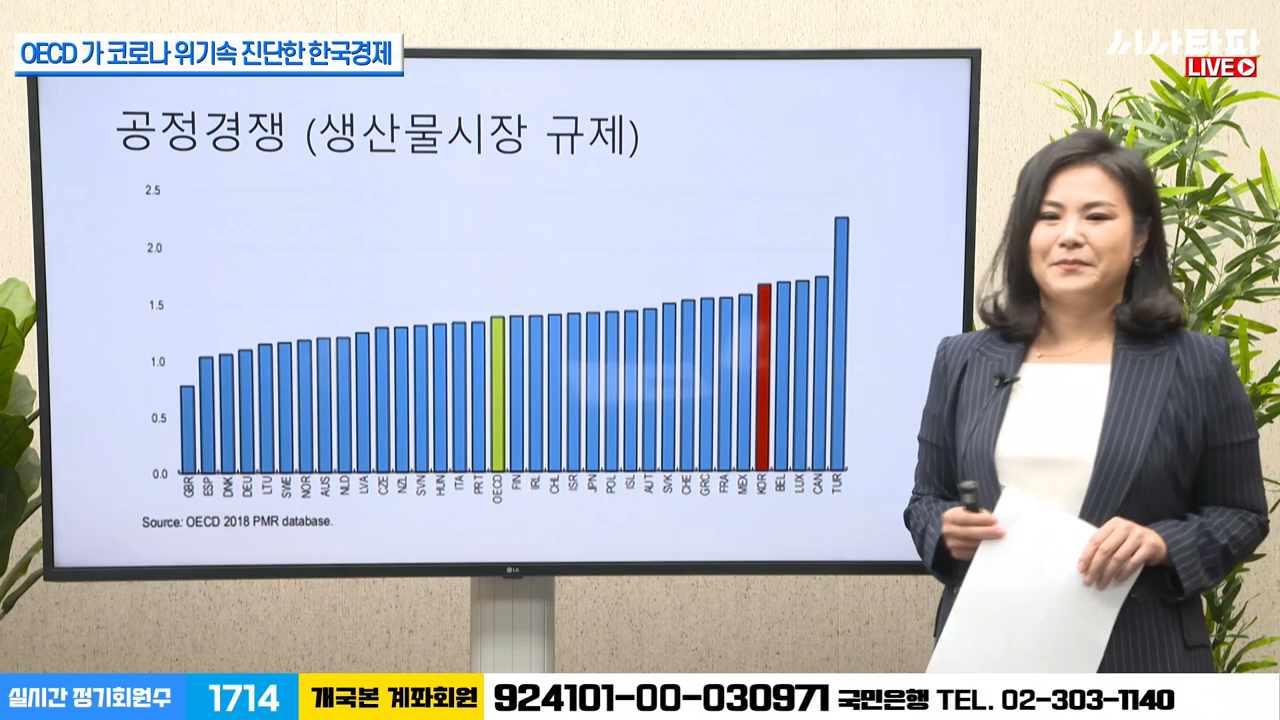 OECD 가 코로나 위기속 진단한 한국경제
시사타파
LIVE
공정경쟁 (생산물시장 규제)
2.5
2.0
1.5
1.0
0.5
0.0
GBR ESP DNK DEU LTU SWE NOR AUS NLD LVA CZE NZL SVN HUN ITA PRT OECD FIN IRL CHL ISR JPN POL ISL AUT SVK CHE GRC FRA MEX KOR BEL LUX CAN TUR
Source: OECD 2018 PMR database.
LG
실시간 정기회원수 1714 개국본 계좌회원 924101-00-030971 국민은행 TEL. 02-303-1140